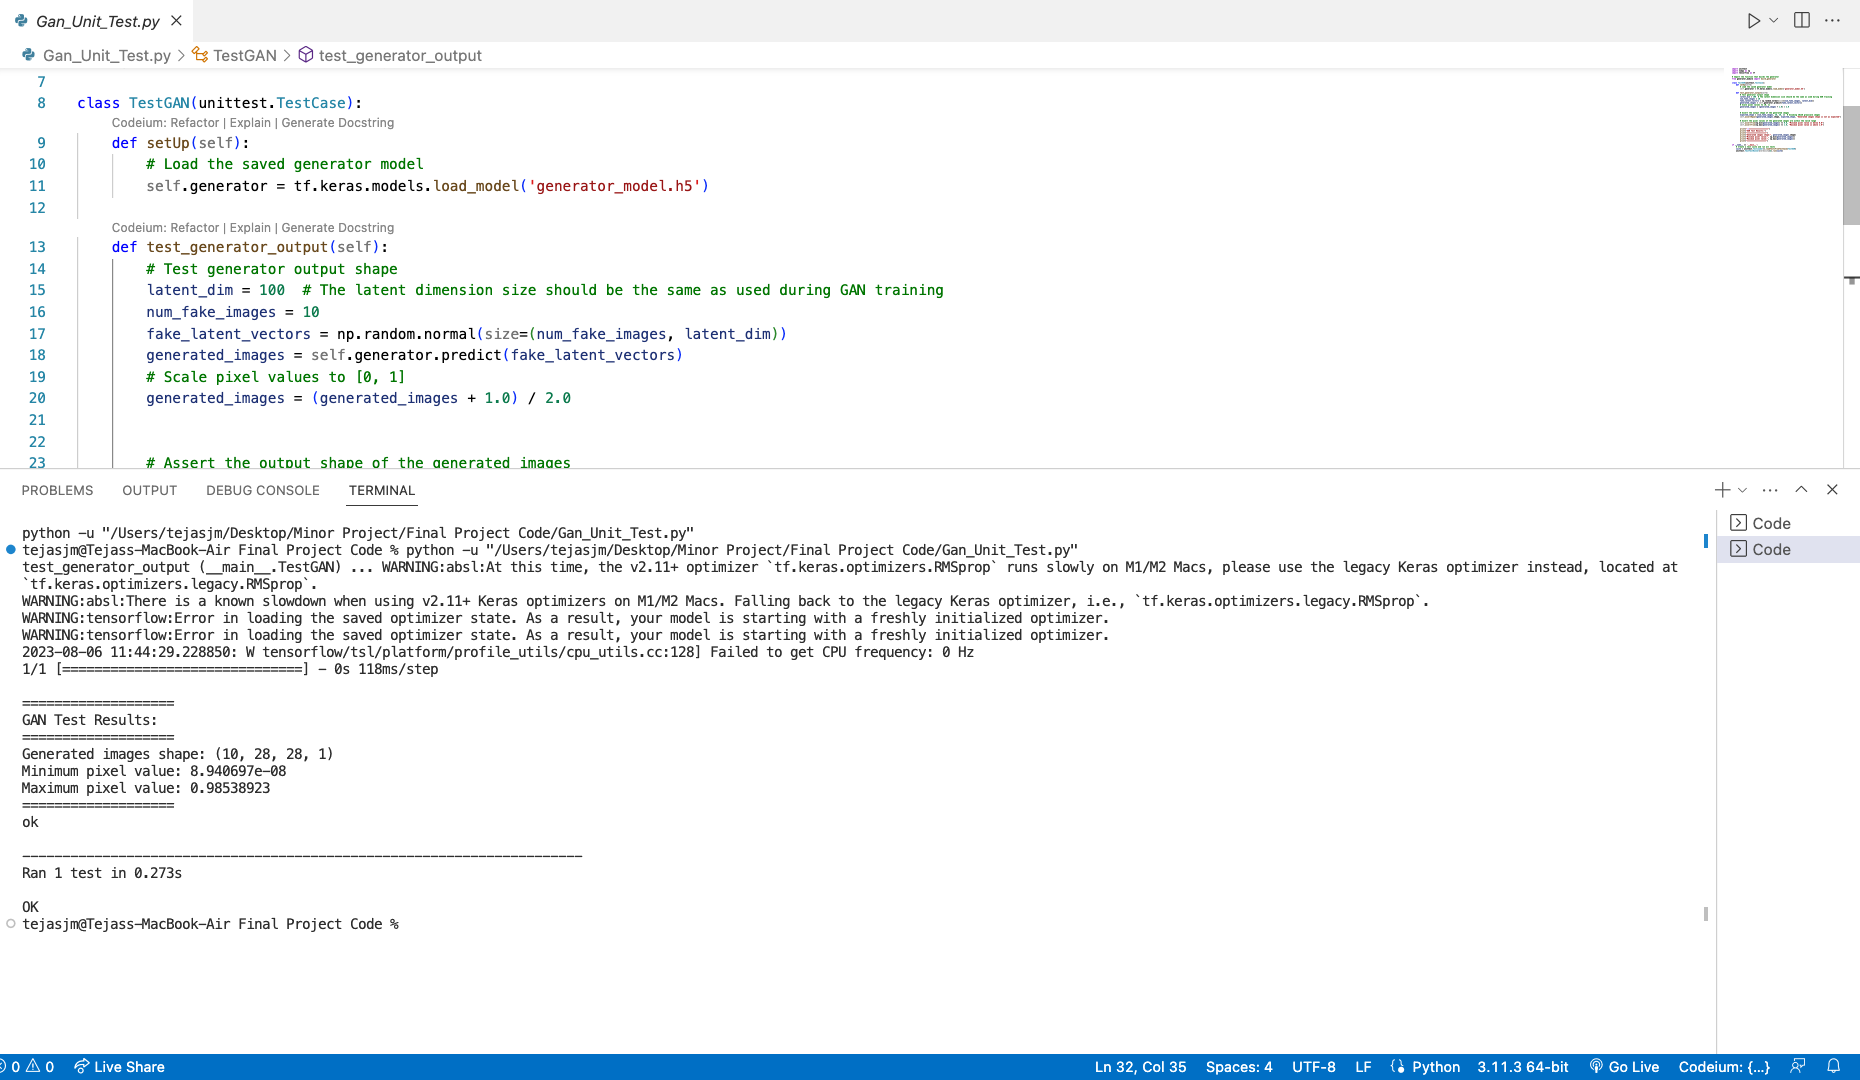 Gan_Unit_Test.py
Gan_Unit_Test.py > TestGAN > test_generator_output
7
8 class TestGAN(unittest.TestCase):
Codeium: Refactor | Explain | Generate Docstring
9 def setUp(self):
10 # Load the saved generator model
11 self.generator = tf.keras.models.load_model('generator_model.h5')
12
Codeium: Refactor | Explain | Generate Docstring
13 def test_generator_output(self):
14 # Test generator output shape
15 latent_dim = 100  # The latent dimension size should be the same as used during GAN training
16 num_fake_images = 10
17 fake_latent_vectors = np.random.normal(size=(num_fake_images, latent_dim))
18 generated_images = self.generator.predict(fake_latent_vectors)
19 # Scale pixel values to [0, 1]
20 generated_images = (generated_images + 1.0) / 2.0
21
22
23 # Assert the output shape of the generated images
PROBLEMS OUTPUT DEBUG CONSOLE TERMINAL
Code
Code
python -u "/Users/tejasjm/Desktop/Minor Project/Final Project Code/Gan_Unit_Test.py"
tejasjm@Tejass-MacBook-Air Final Project Code % python -u "/Users/tejasjm/Desktop/Minor Project/Final Project Code/Gan_Unit_Test.py"
test_generator_output (__main__.TestGAN) ... WARNING:absl:At this time, the v2.11+ optimizer `tf.keras.optimizers.RMSprop` runs slowly on M1/M2 Macs, please use the legacy Keras optimizer instead, located at
`tf.keras.optimizers.legacy.RMSprop`.
WARNING:absl:There is a known slowdown when using v2.11+ Keras optimizers on M1/M2 Macs. Falling back to the legacy Keras optimizer, i.e., `tf.keras.optimizers.legacy.RMSprop`.
WARNING:tensorflow:Error in loading the saved optimizer state. As a result, your model is starting with a freshly initialized optimizer.
WARNING:tensorflow:Error in loading the saved optimizer state. As a result, your model is starting with a freshly initialized optimizer.
2023-08-06 11:44:29.228850: W tensorflow/tsl/platform/profile_utils/cpu_utils.cc:128] Failed to get CPU frequency: 0 Hz
1/1 [==============================] - 0s 118ms/step
===================
GAN Test Results:
===================
Generated images shape: (10, 28, 28, 1)
Minimum pixel value: 8.940697e-08
Maximum pixel value: 0.98538923
===================
ok
----------------------------------------------------------------------
Ran 1 test in 0.273s
OK
tejasjm@Tejass-MacBook-Air Final Project Code %
0 0 Live Share Ln 32, Col 35 Spaces: 4 UTF-8 LF Python 3.11.3 64-bit Go Live Codeium: {...}